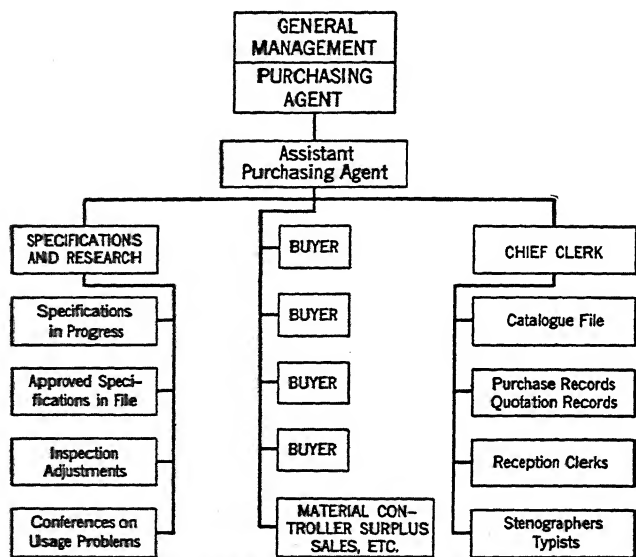 GENERAL
MANAGEMENT
PURCHASING
AGENT
Assistant
Purchasing Agent
SPECIFICATIONS
AND RESEARCH
Specifications
in Progress
Approved Speci-
fications in File
Inspection
Adjustments
Conferences on
Usage Problems
BUYER
BUYER
BUYER
BUYER
MATERIAL CON-
TROLLER SURPLUS
SALES, ETC.
CHIEF CLERK
Catalogue File
Purchase Records
Quotation Records
Reception Clerks
Stenographers
Typists